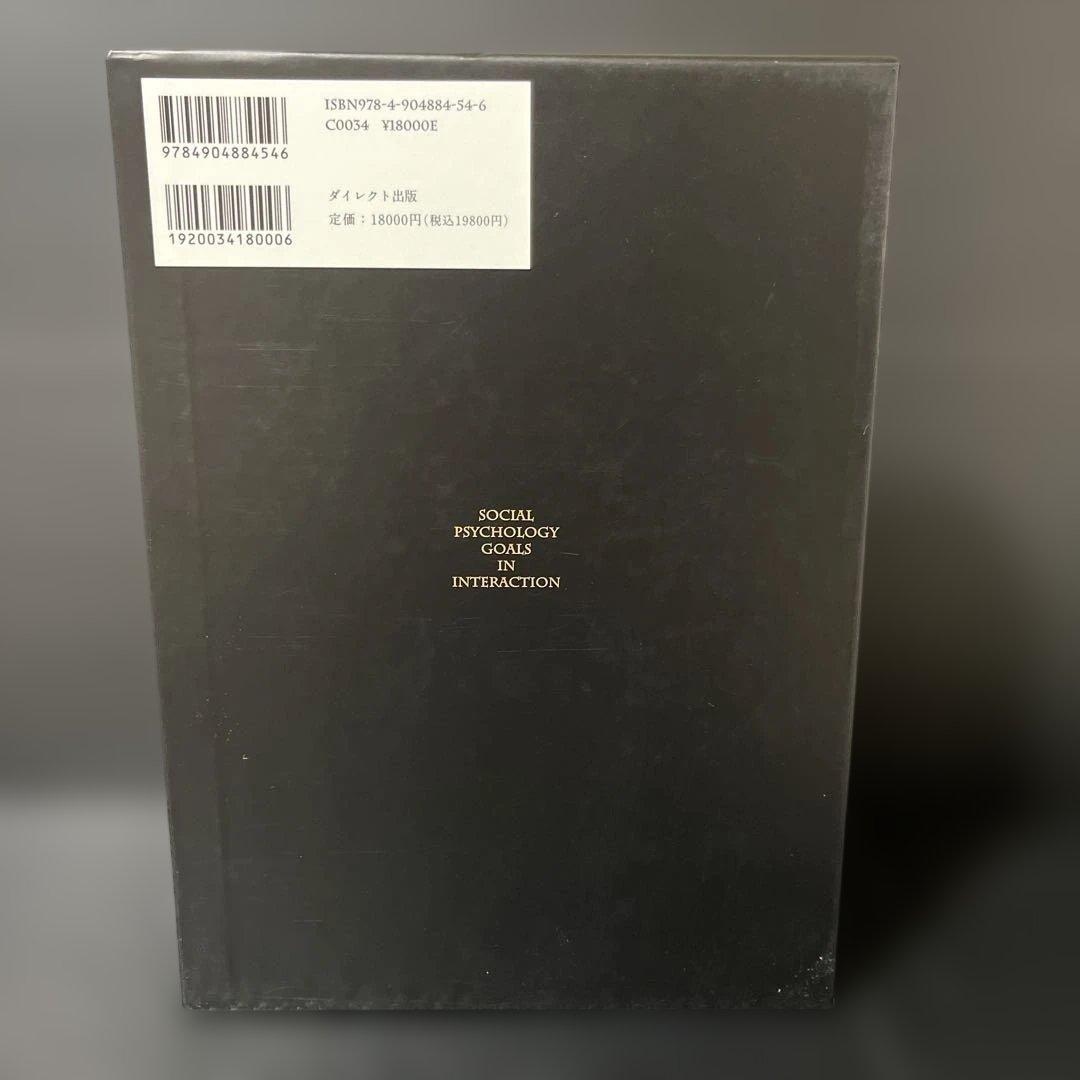 ISBN978-4-904884-54-6
C0034 ¥18000E
9784904884546
ダイレクト出版
定価：18000円(税込19800円)
1920034180006
SOCIAL
PSYCHOLOGY
GOALS
IN
INTERACTION